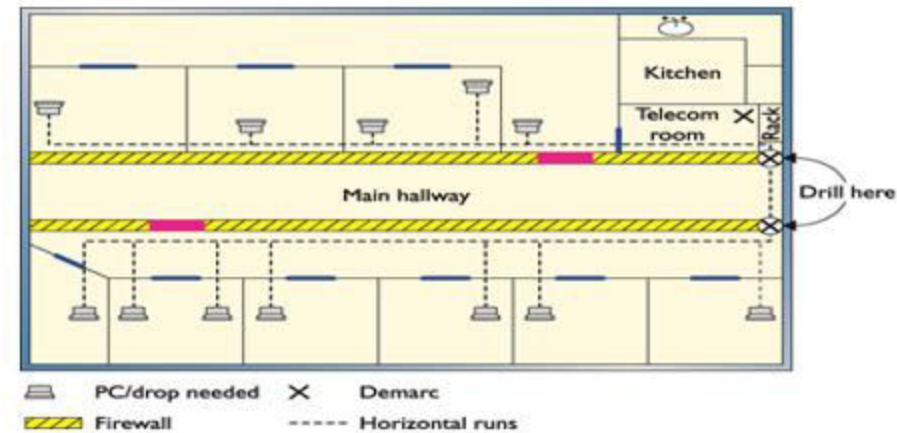 Kitchen
Telecom
room
Rack
Main hallway
Drill here
PC/drop needed
Demarc
Firewall
Horizontal runs